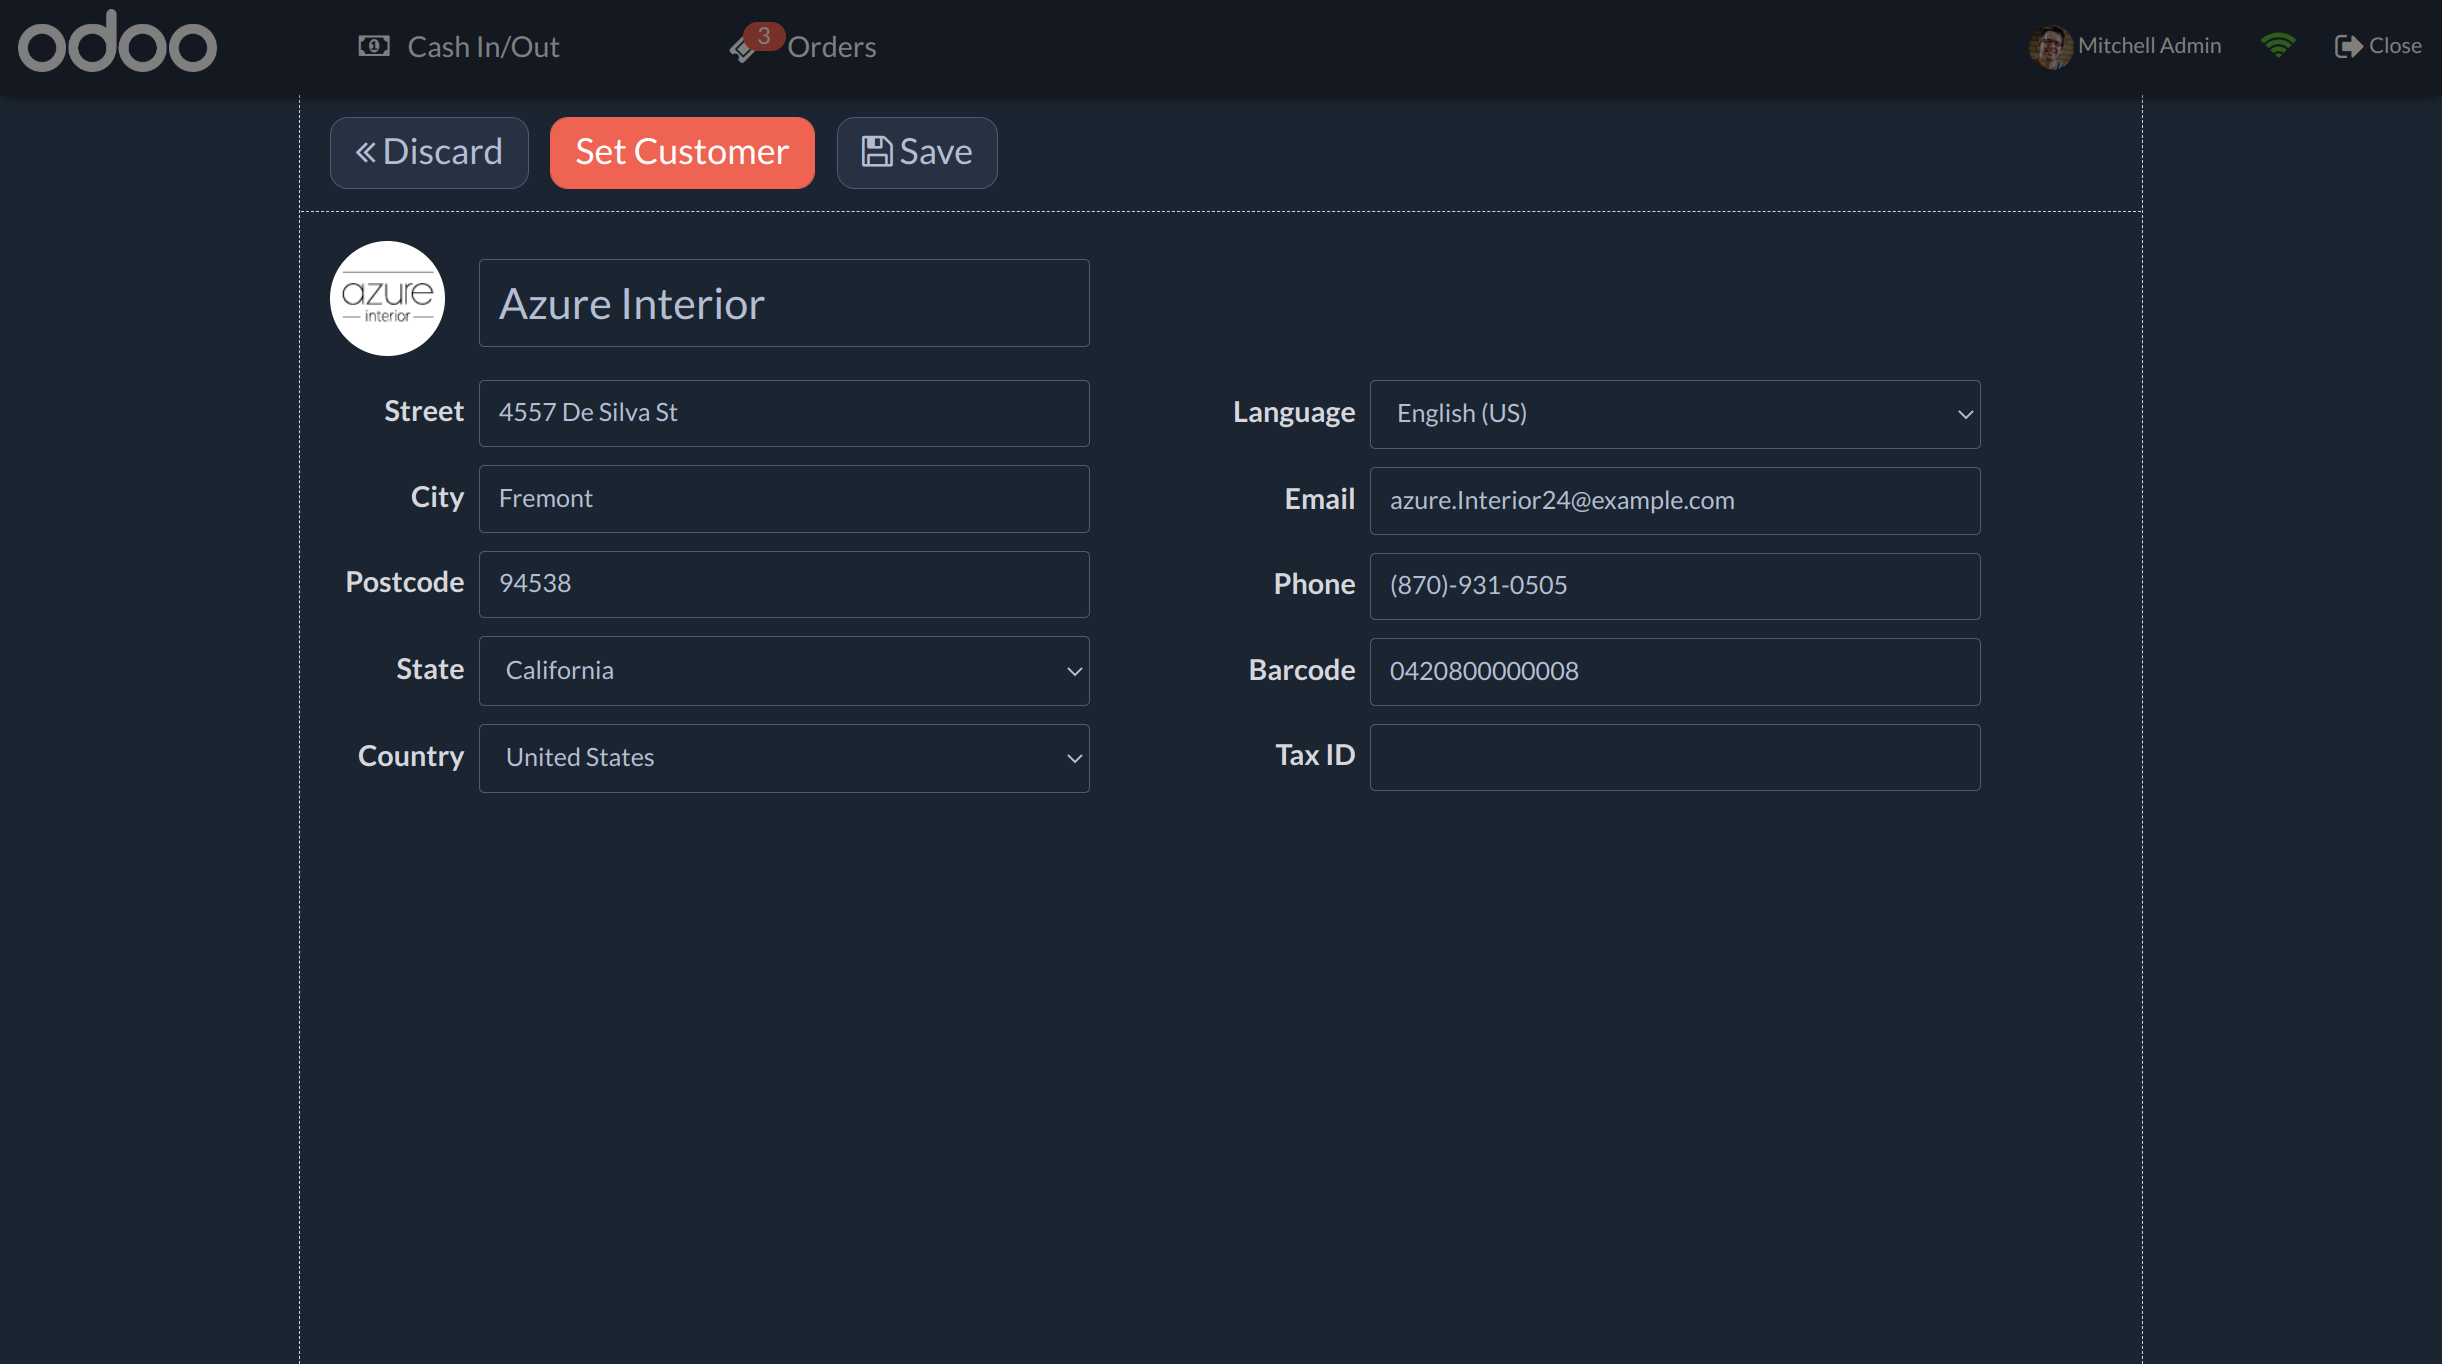 odoo
Cash In/Out
3
Orders
Mitchell Admin
Close
Discard
Set Customer
Save
azure
interior
Azure Interior
Street
4557 De Silva St
City
Fremont
Postcode
94538
State
California
Country
United States
Language
English (US)
Email
azure.Interior24@example.com
Phone
(870)-931-0505
Barcode
0420800000008
Tax ID